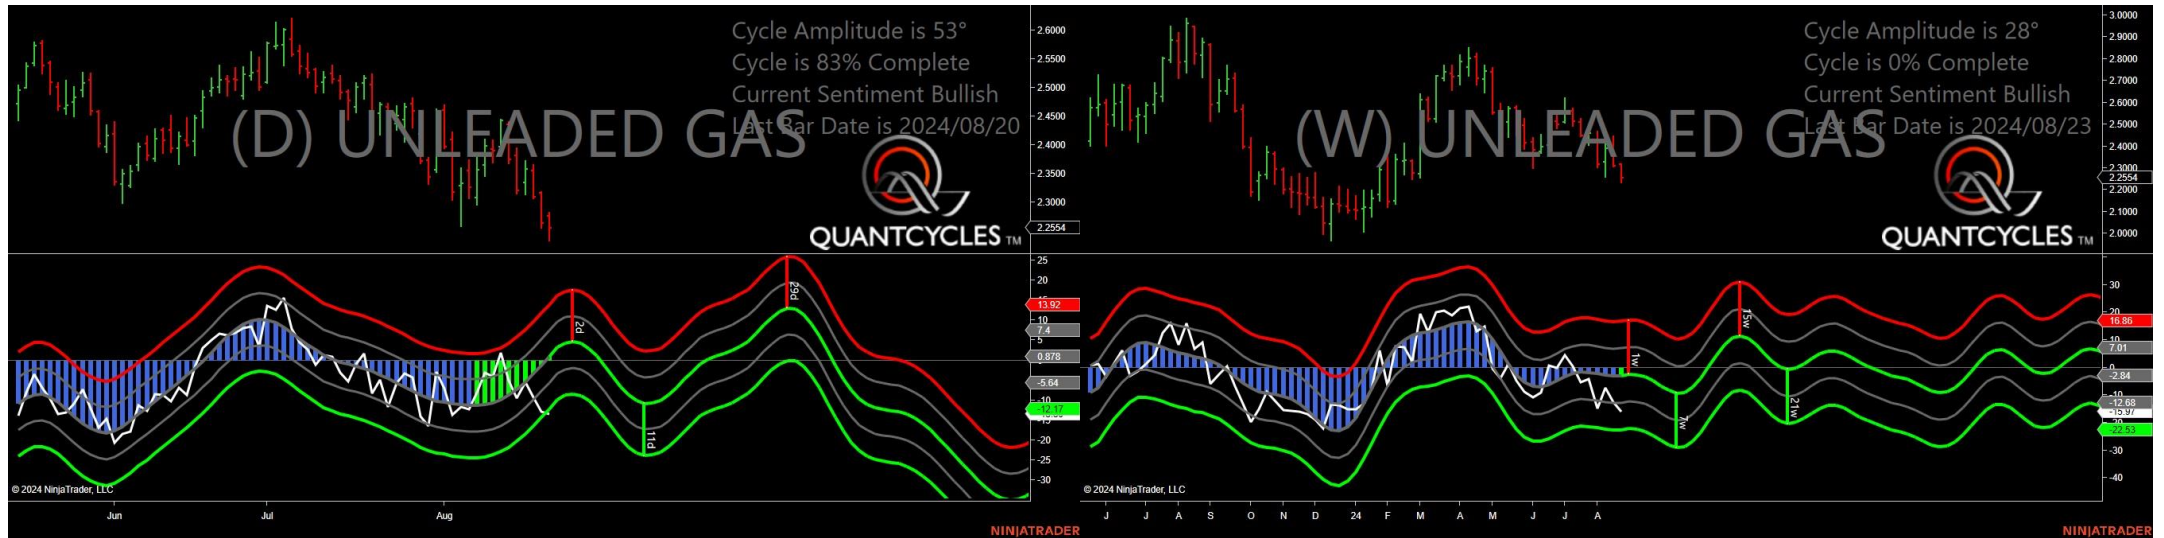 Cycle Amplitude is 53°
Cycle is 83% Complete
Current Sentiment Bullish
Last Bar Date is 2024/08/20
(D) UNLEADED GAS
QUANTCYCLES TM
2.6000
2.5500
2.5000
2.4500
2.4000
2.3500
2.3000
2.2554
25
20
13.92
10
7.4
5
0.878
-5.64
-10
-12.17
-20
-25
-30
2d
11d
29d
© 2024 NinjaTrader, LLC
Jun
Jul
Aug
NINJATRADER
Cycle Amplitude is 28°
Cycle is 0% Complete
Current Sentiment Bullish
Last Bar Date is 2024/08/23
(W) UNLEADED GAS
QUANTCYCLES TM
3.0000
2.9000
2.8000
2.7000
2.6000
2.5000
2.4000
2.3000
2.2554
2.2000
2.1000
2.0000
30
20
16.86
10
7.01
0
-2.84
-10
-12.68
-15.97
-20
-22.53
-30
-40
1w
7w
15w
21w
© 2024 NinjaTrader, LLC
J J A S O N D 24 F M A M J J A
NINJATRADER